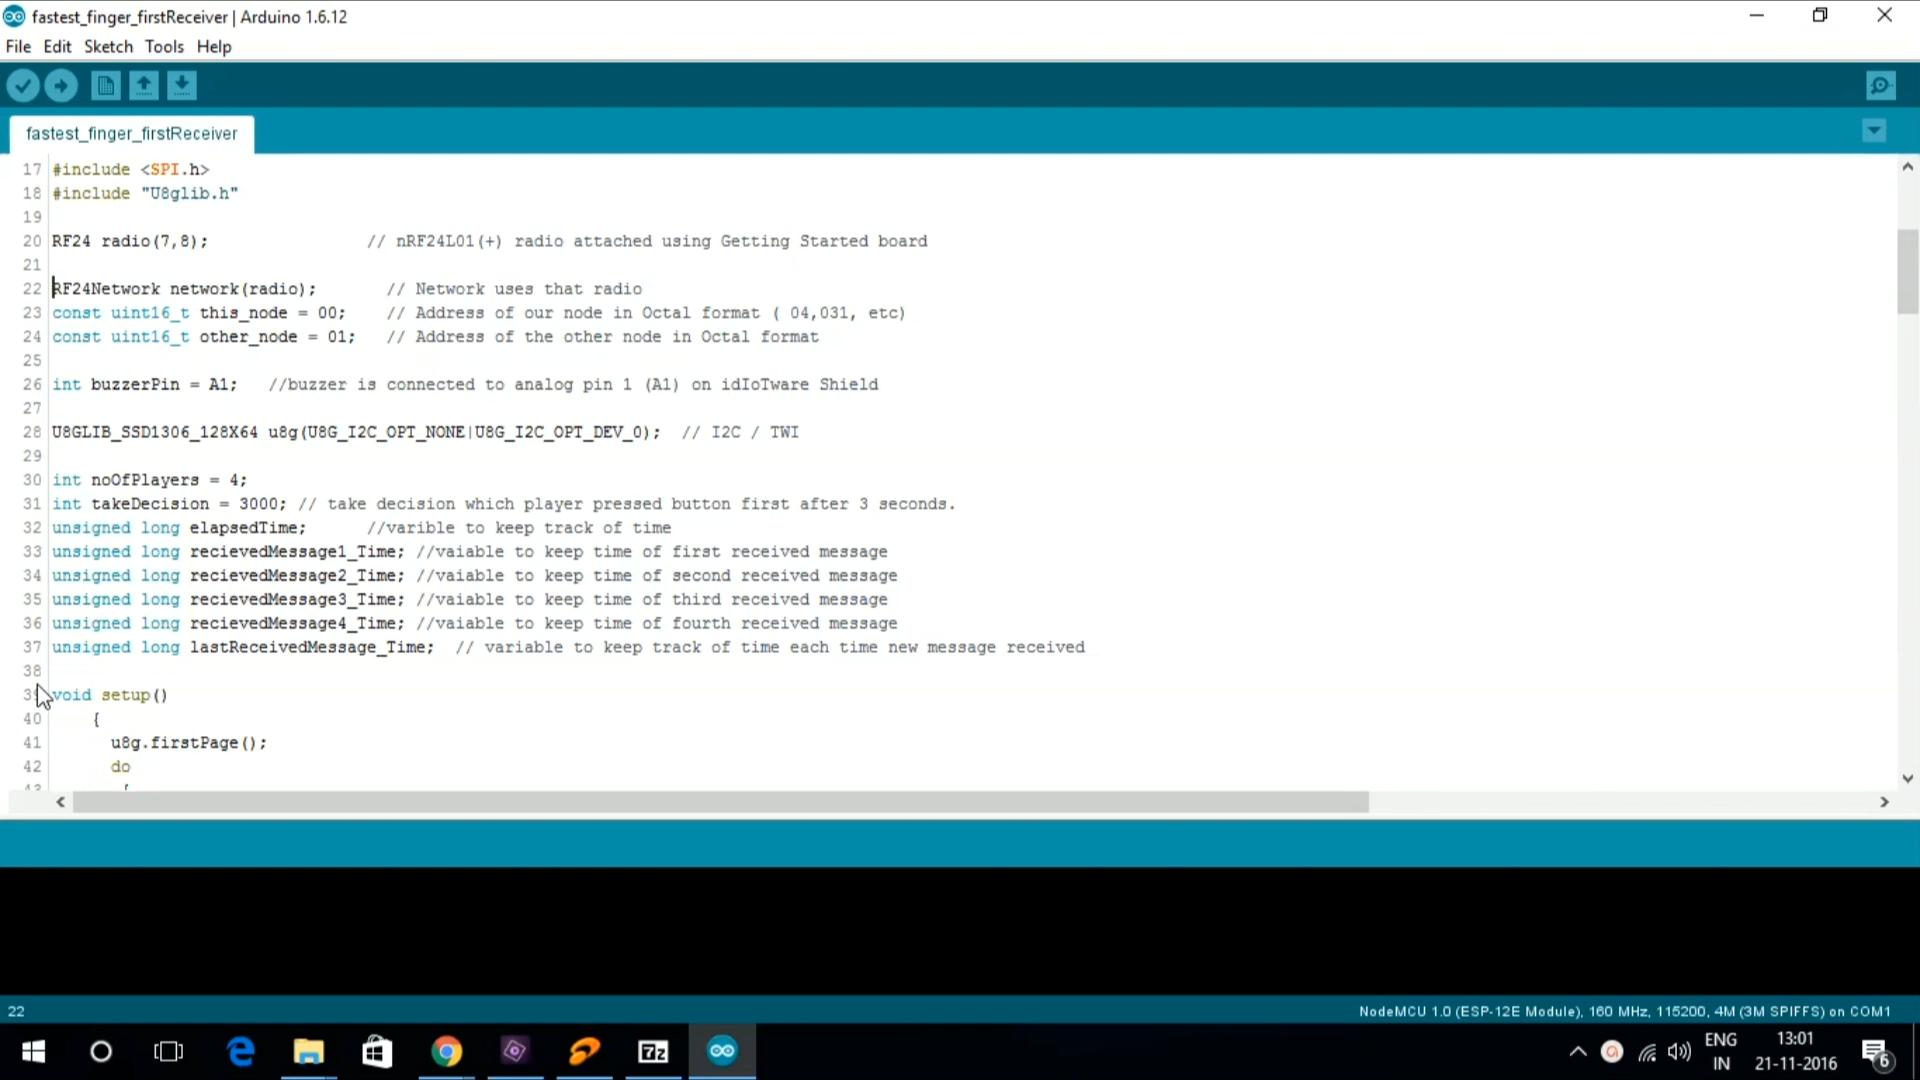 fastest_finger_firstReceiver | Arduino 1.6.12
File Edit Sketch Tools Help
fastest_finger_firstReceiver
17 #include <SPI.h>
18 #include "U8glib.h"
19
20 RF24 radio(7,8); // nRF24L01(+) radio attached using Getting Started board
21
22 RF24Network network(radio); // Network uses that radio
23 const uint16_t this_node = 00; // Address of our node in Octal format ( 04,031, etc)
24 const uint16_t other_node = 01; // Address of the other node in Octal format
25
26 int buzzerPin = A1; //buzzer is connected to analog pin 1 (A1) on idIoTware Shield
27
28 U8GLIB_SSD1306_128X64 u8g(U8G_I2C_OPT_NONE|U8G_I2C_OPT_DEV_0); // I2C / TWI
29
30 int noOfPlayers = 4;
31 int takeDecision = 3000; // take decision which player pressed button first after 3 seconds.
32 unsigned long elapsedTime; //varible to keep track of time
33 unsigned long recievedMessage1_Time; //vaiable to keep time of first received message
34 unsigned long recievedMessage2_Time; //vaiable to keep time of second received message
35 unsigned long recievedMessage3_Time; //vaiable to keep time of third received message
36 unsigned long recievedMessage4_Time; //vaiable to keep time of fourth received message
37 unsigned long lastReceivedMessage_Time; // variable to keep track of time each time new message received
38
39 void setup()
40 {
41 u8g.firstPage();
42 do
43 {
22
NodeMCU 1.0 (ESP-12E Module), 160 MHz, 115200, 4M (3M SPIFFS) on COM1
7z
ENG 13:01
IN 21-11-2016
6